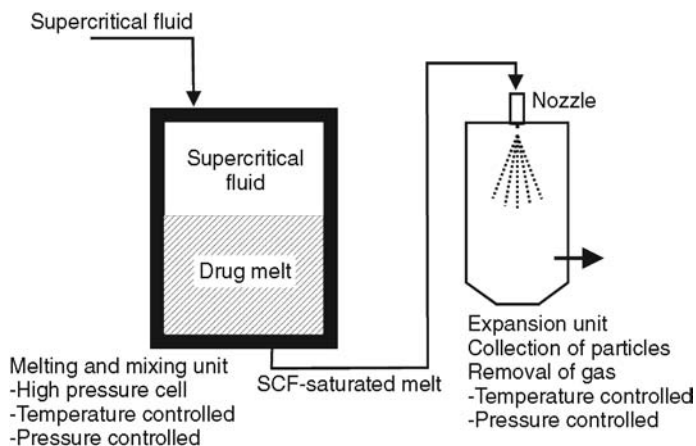 Supercritical fluid
Nozzle
Supercritical
fluid
Drug melt
Melting and mixing unit
-High pressure cell
-Temperature controlled
-Pressure controlled
SCF-saturated melt
Expansion unit
Collection of particles
Removal of gas
-Temperature controlled
-Pressure controlled